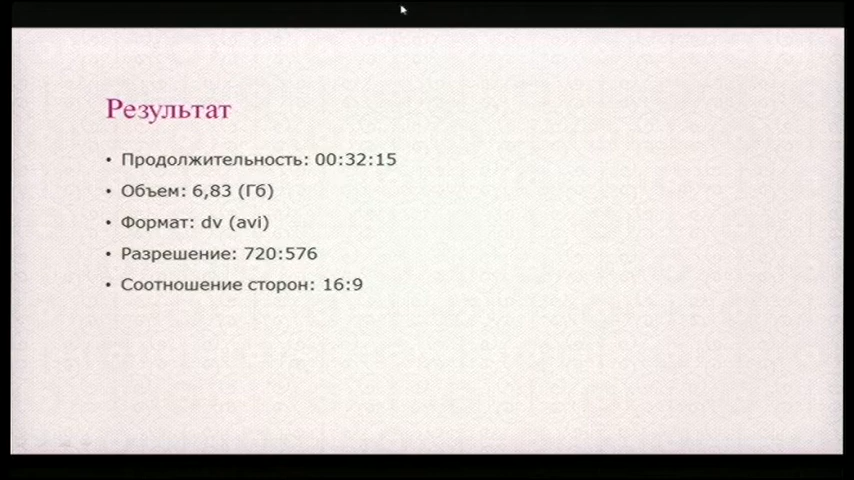 Результат
• Продолжительность: 00:32:15
• Объем: 6,83 (Гб)
• Формат: dv (avi)
• Разрешение: 720:576
• Соотношение сторон: 16:9